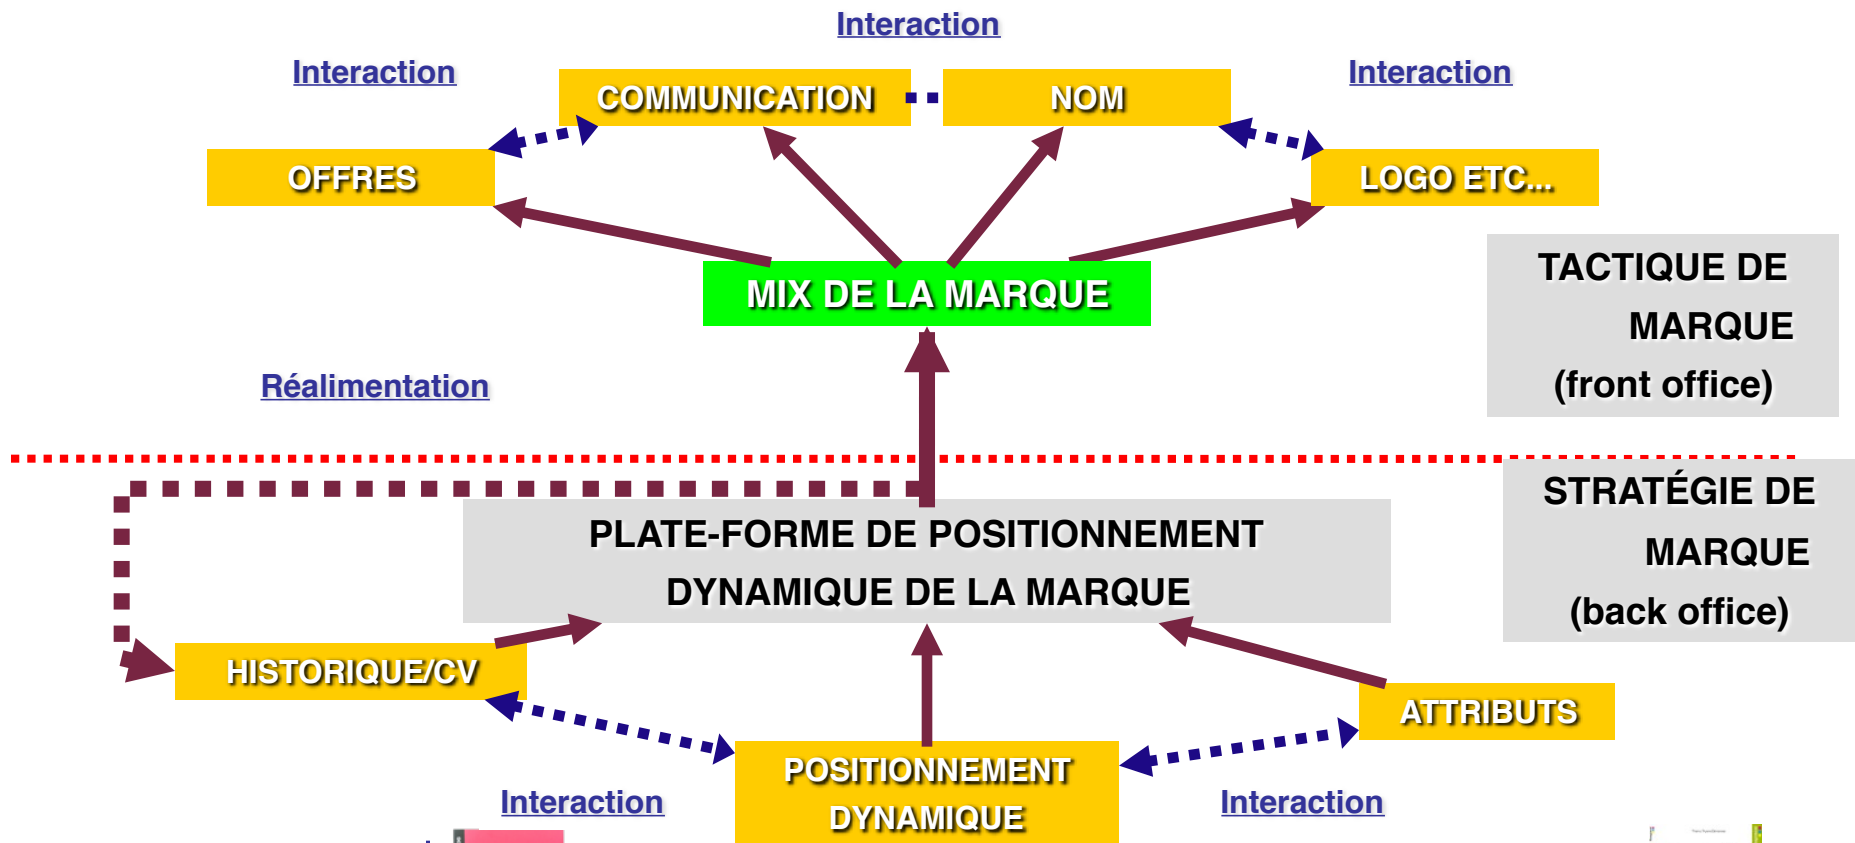 Interaction
Interaction
Interaction
COMMUNICATION
NOM
OFFRES
LOGO ETC...
TACTIQUE DE
MARQUE
(front office)
MIX DE LA MARQUE
Réalimentation
STRATÉGIE DE
MARQUE
(back office)
PLATE-FORME DE POSITIONNEMENT
DYNAMIQUE DE LA MARQUE
HISTORIQUE/CV
ATTRIBUTS
POSITIONNEMENT
DYNAMIQUE
Interaction
Interaction